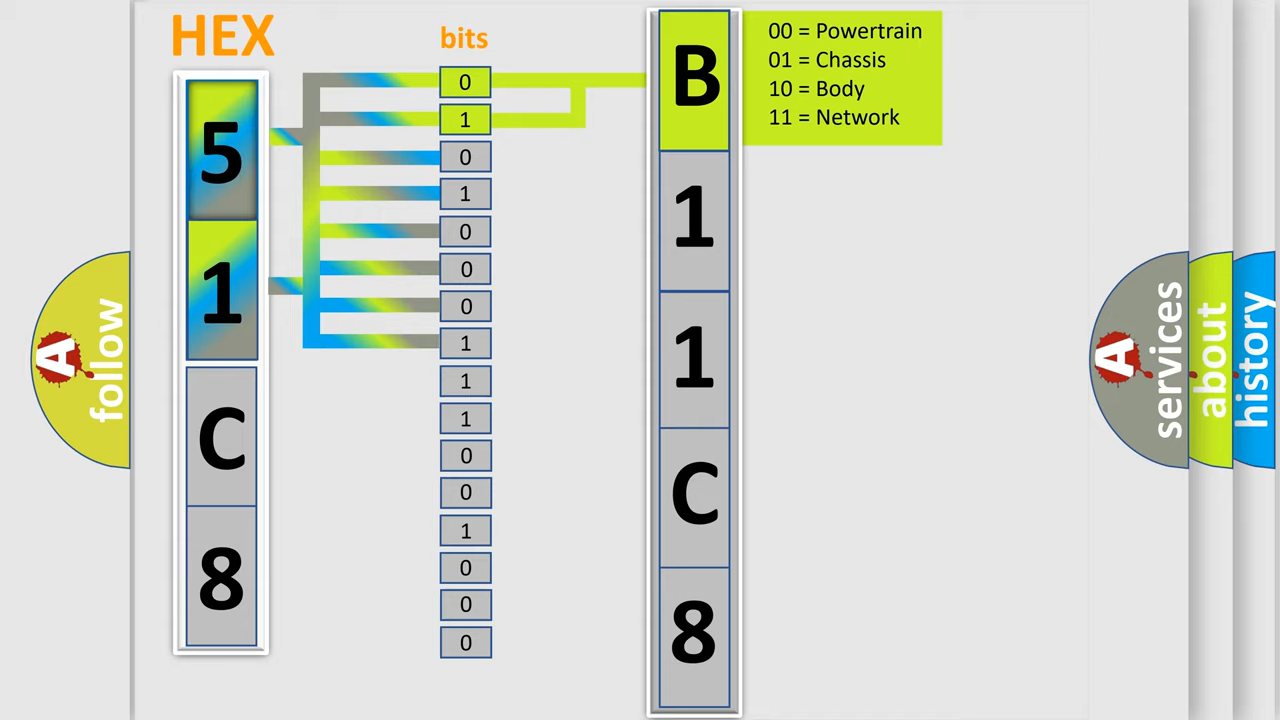 HEX
bits
5
1
C
8
0
1
0
1
0
0
0
1
1
1
0
0
1
0
0
0
B
1
1
C
8
00 = Powertrain
01 = Chassis
10 = Body
11 = Network
A
follow
A
services
about
history